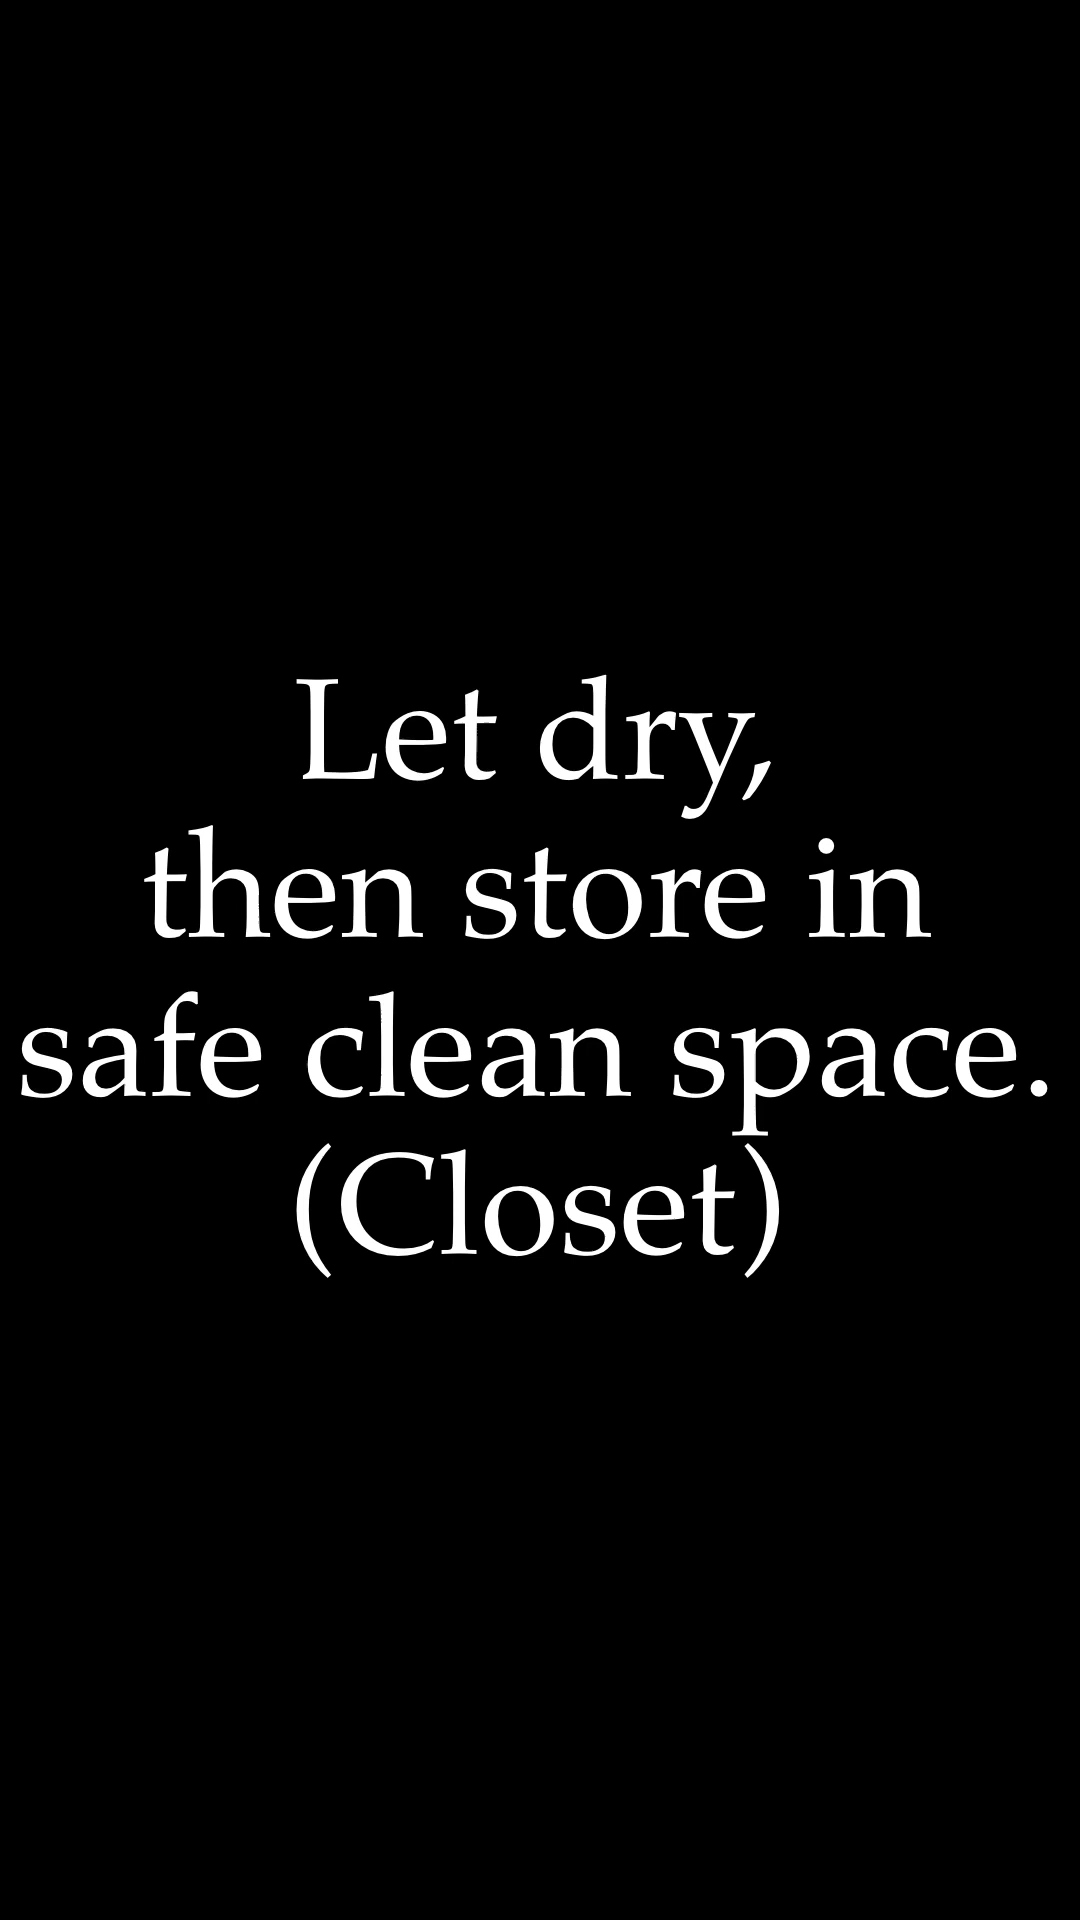 Let dry,
then store in
safe clean space.
(Closet)